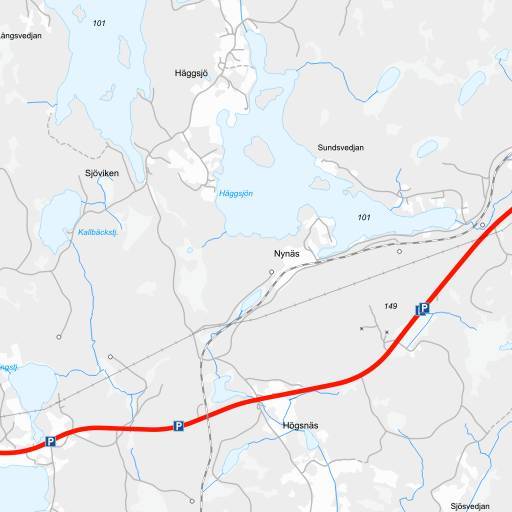 101
Långsvedjan
Häggsjö
Sundsvedjan
Sjöviken
Häggsjön
101
Kallbäckstj.
Nynäs
149
P
P
P
Högsnäs
Sjösvedjan